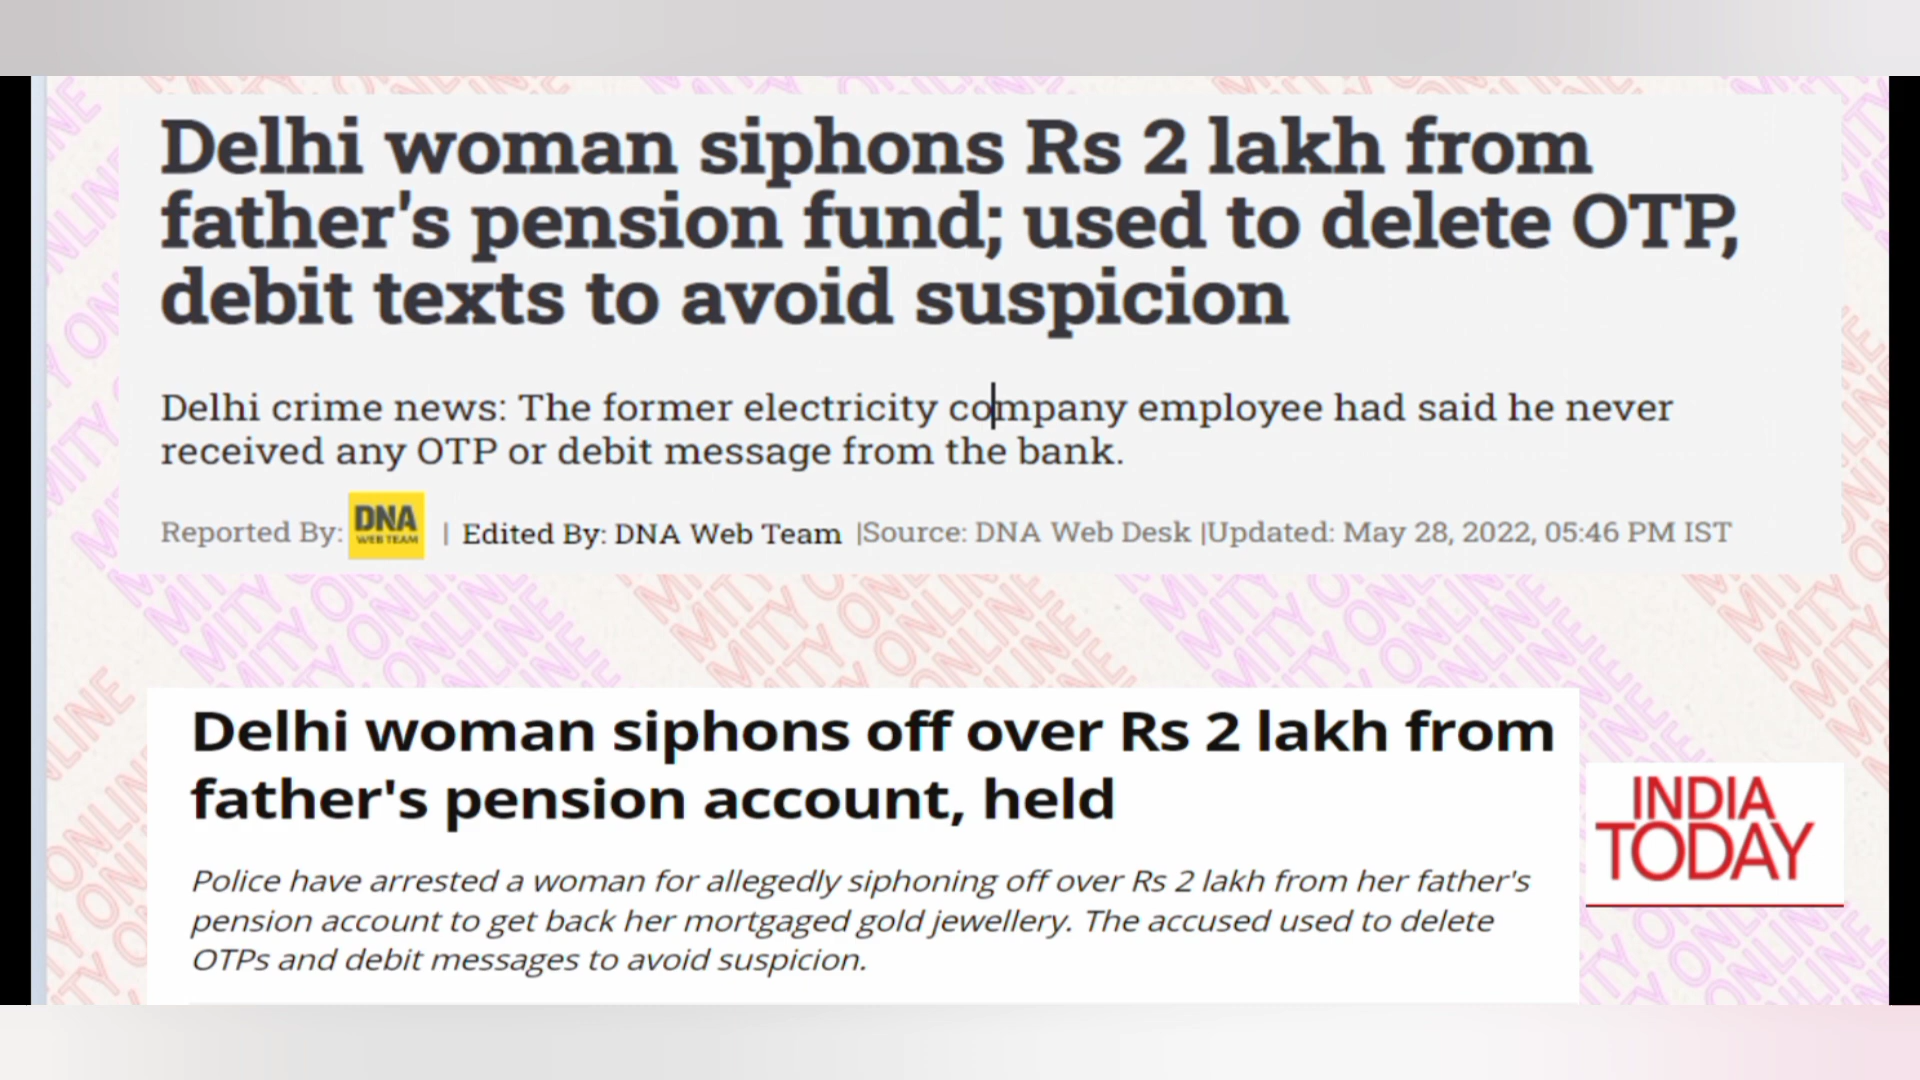 Delhi woman siphons Rs 2 lakh from
father's pension fund; used to delete OTP,
debit texts to avoid suspicion
Delhi crime news: The former electricity company employee had said he never
received any OTP or debit message from the bank.
Reported By: DNA WEB TEAM | Edited By: DNA Web Team |Source: DNA Web Desk |Updated: May 28, 2022, 05:46 PM IST
Delhi woman siphons off over Rs 2 lakh from
father's pension account, held
INDIA
TODAY
Police have arrested a woman for allegedly siphoning off over Rs 2 lakh from her father's
pension account to get back her mortgaged gold jewellery. The accused used to delete
OTPs and debit messages to avoid suspicion.